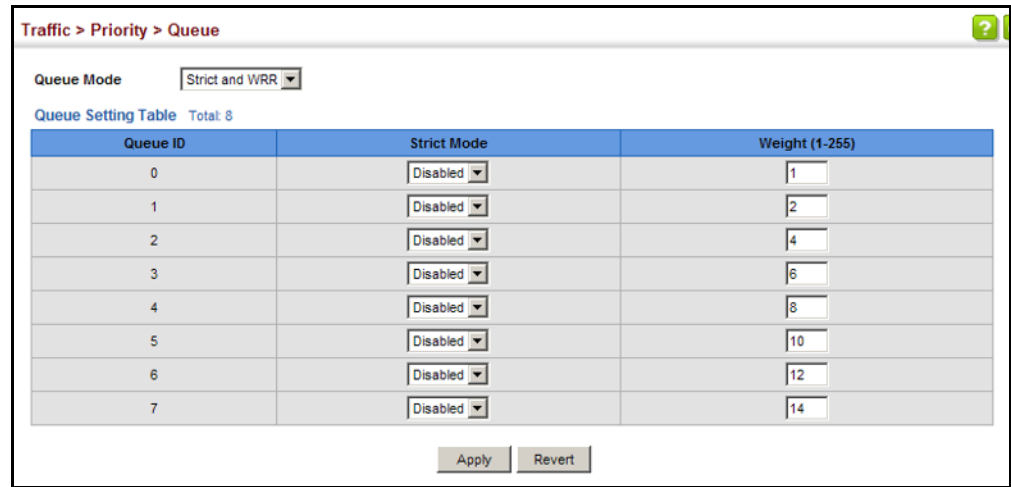 Traffic > Priority > Queue
?
Queue Mode Strict and WRR
Queue Setting Table Total: 8
Queue ID Strict Mode Weight (1-255)
0 Disabled 1
1 Disabled 2
2 Disabled 4
3 Disabled 6
4 Disabled 8
5 Disabled 10
6 Disabled 12
7 Disabled 14
Apply Revert